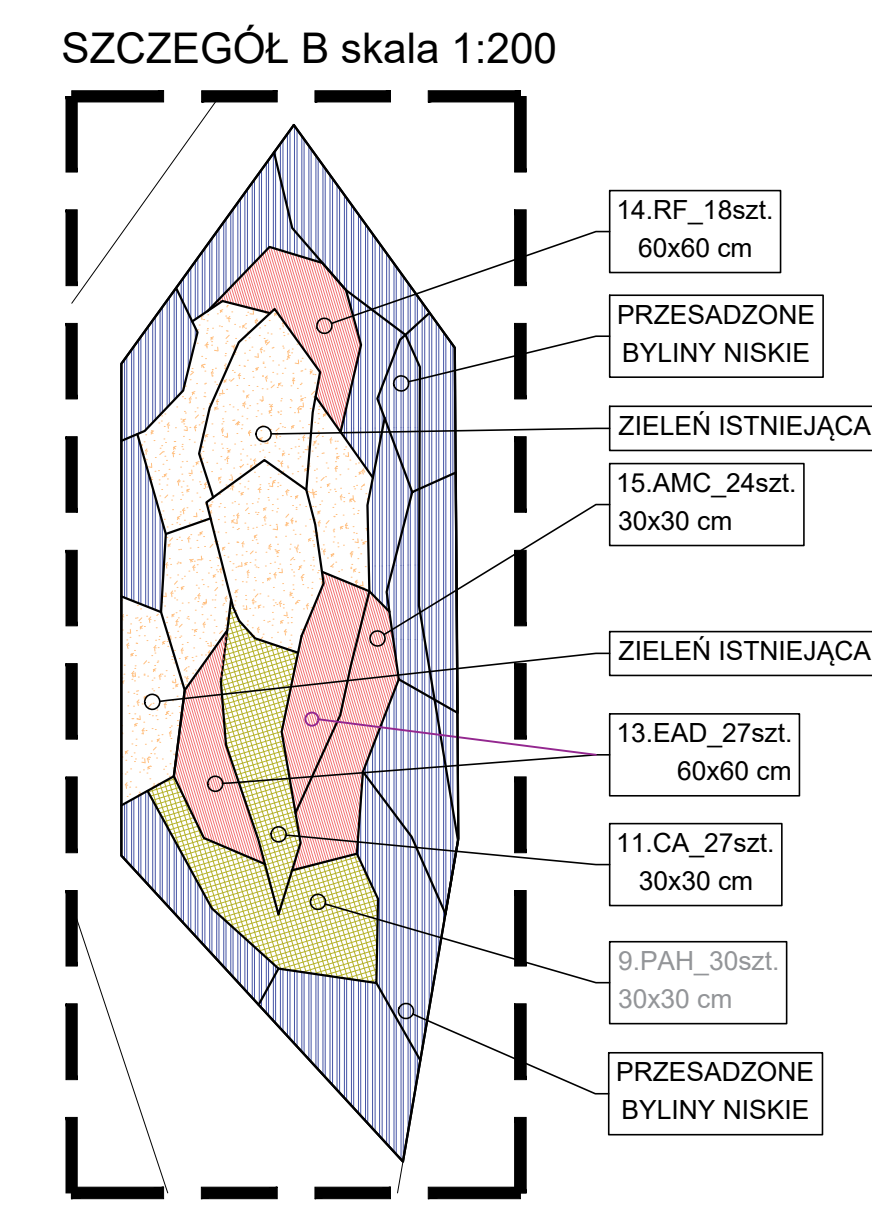 SZCZEGÓŁ B skala 1:200
14.RF_18szt.
60x60 cm
PRZESADZONE
BYLINY NISKIE
ZIELEŃ ISTNIEJĄCA
15.AMC_24szt.
30x30 cm
ZIELEŃ ISTNIEJĄCA
13.EAD_27szt.
60x60 cm
11.CA_27szt.
30x30 cm
9.PAH_30szt.
30x30 cm
PRZESADZONE
BYLINY NISKIE